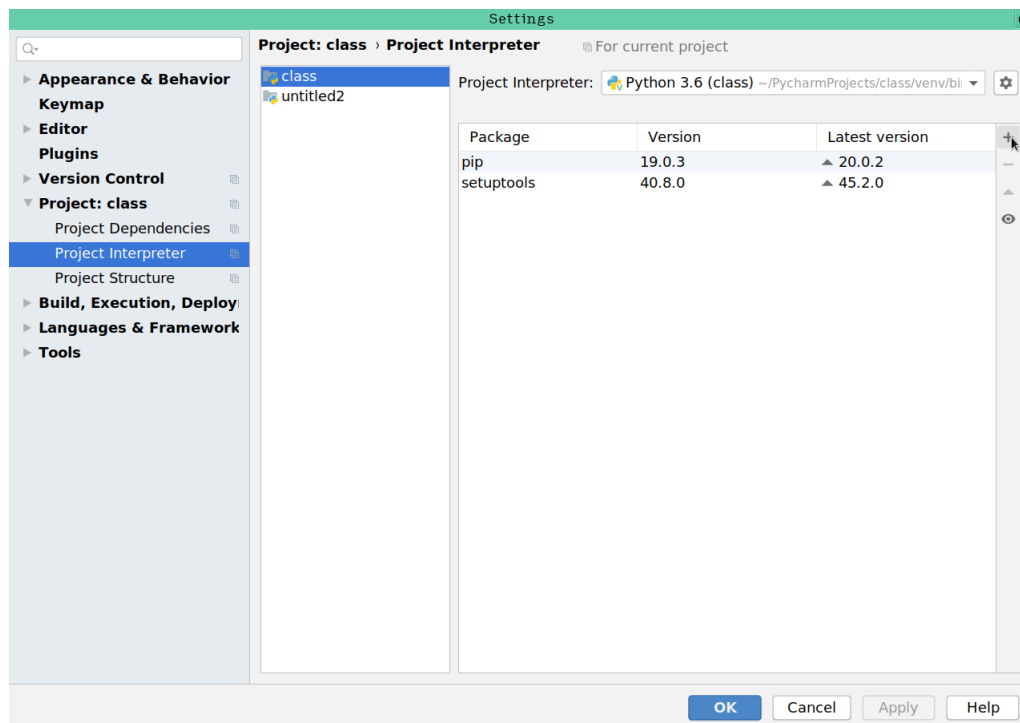 Settings
Project: class › Project Interpreter For current project
Appearance & Behavior
Keymap
Editor
Plugins
Version Control
Project: class
Project Dependencies
Project Interpreter
Project Structure
Build, Execution, Deploy
Languages & Framework
Tools
class
untitled2
Project Interpreter: Python 3.6 (class) ~/PycharmProjects/class/venv/bi
Package Version Latest version
pip 19.0.3 20.0.2
setuptools 40.8.0 45.2.0
OK Cancel Apply Help